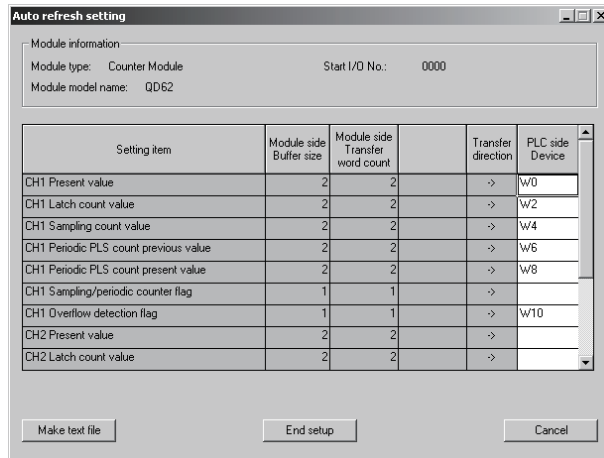 Auto refresh setting
Module information
Module type: Counter Module Start I/O No.: 0000
Module model name: QD62
Setting item Module side Buffer size Module side Transfer word count Transfer direction PLC side Device
CH1 Present value 2 2 -> W0
CH1 Latch count value 2 2 -> W2
CH1 Sampling count value 2 2 -> W4
CH1 Periodic PLS count previous value 2 2 -> W6
CH1 Periodic PLS count present value 2 2 -> W8
CH1 Sampling/periodic counter flag 1 1 ->
CH1 Overflow detection flag 1 1 -> W10
CH2 Present value 2 2 ->
CH2 Latch count value 2 2 ->
Make text file End setup Cancel